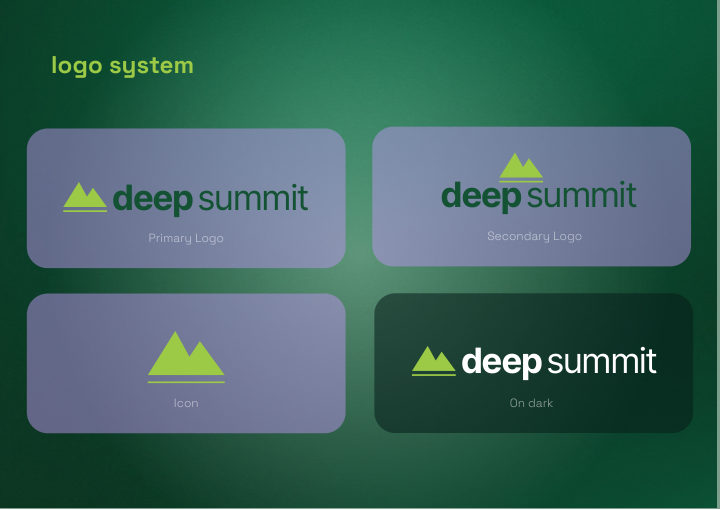 logo system
deep summit
Primary Logo
deep summit
Secondary Logo
Icon
deep summit
On dark